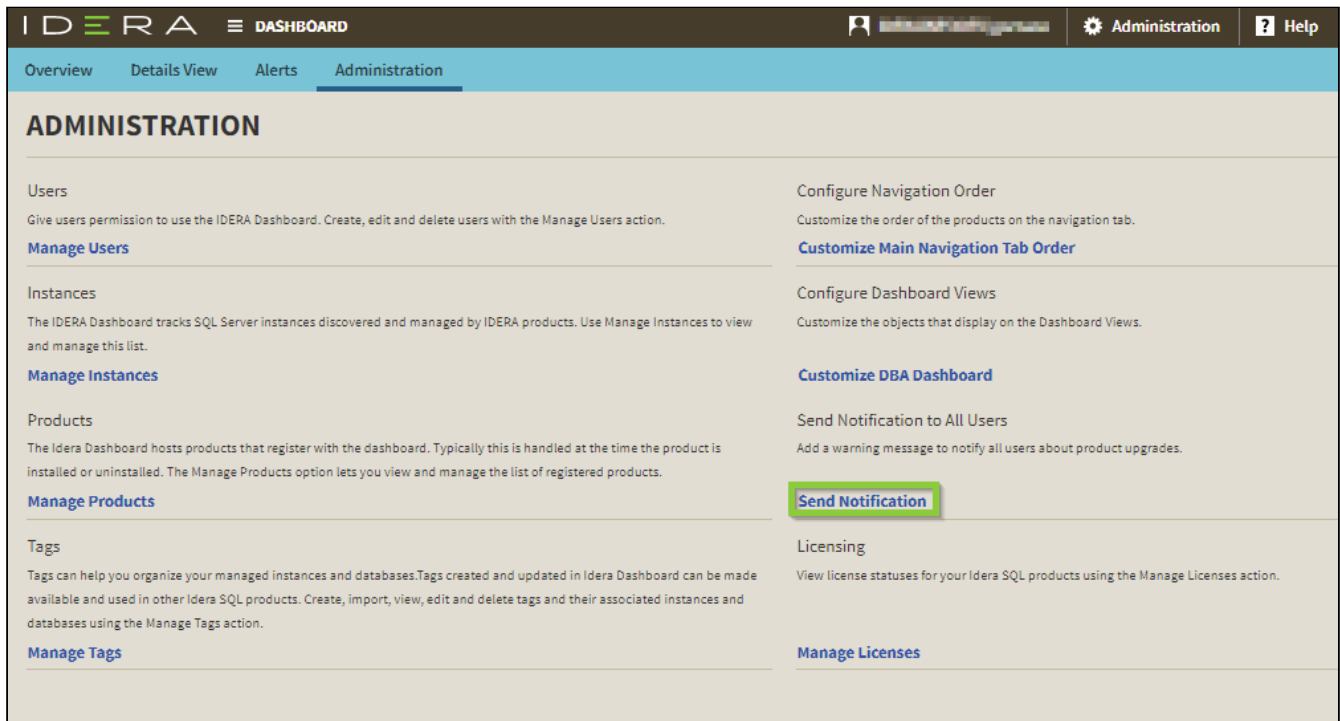 IDERA ≡ DASHBOARD
Administration
? Help
Overview Details View Alerts Administration
ADMINISTRATION
Users
Give users permission to use the IDERA Dashboard. Create, edit and delete users with the Manage Users action.
Manage Users
Configure Navigation Order
Customize the order of the products on the navigation tab.
Customize Main Navigation Tab Order
Instances
The IDERA Dashboard tracks SQL Server instances discovered and managed by IDERA products. Use Manage Instances to view
and manage this list.
Manage Instances
Configure Dashboard Views
Customize the objects that display on the Dashboard Views.
Customize DBA Dashboard
Products
The Idera Dashboard hosts products that register with the dashboard. Typically this is handled at the time the product is
installed or uninstalled. The Manage Products option lets you view and manage the list of registered products.
Manage Products
Send Notification to All Users
Add a warning message to notify all users about product upgrades.
Send Notification
Tags
Tags can help you organize your managed instances and databases.Tags created and updated in Idera Dashboard can be made
available and used in other Idera SQL products. Create, import, view, edit and delete tags and their associated instances and
databases using the Manage Tags action.
Manage Tags
Licensing
View license statuses for your Idera SQL products using the Manage Licenses action.
Manage Licenses